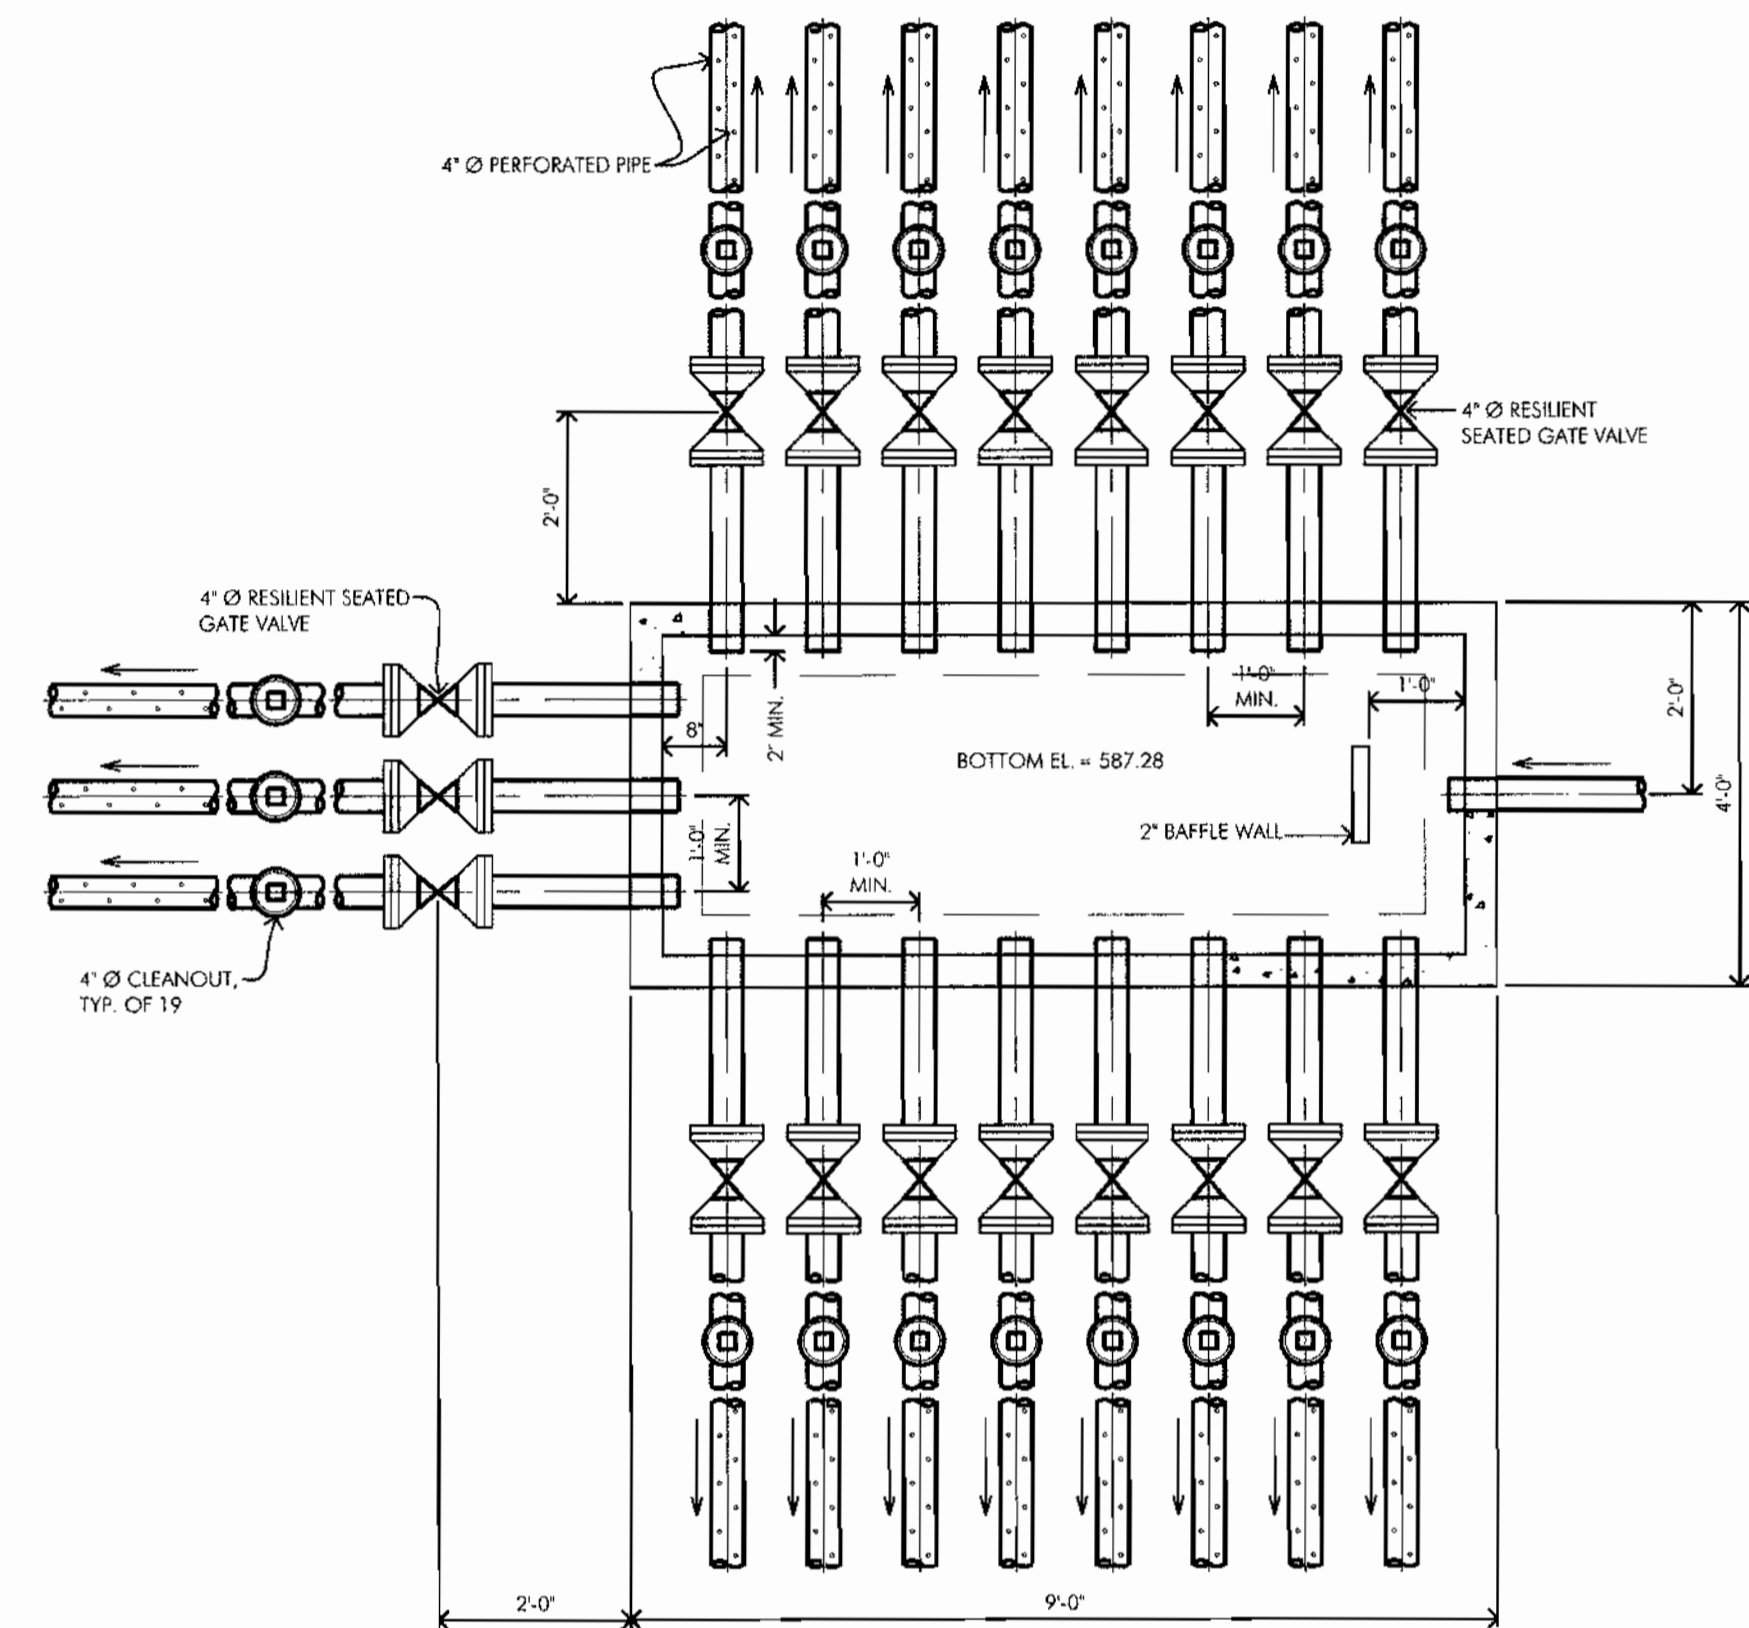 4" Ø PERFORATED PIPE
4" Ø RESILIENT
SEATED GATE VALVE
2'-0"
4" Ø RESILIENT SEATED
GATE VALVE
1'-0"
MIN.
1'-0"
2'-0"
8"
2" MIN.
BOTTOM EL. = 587.28
4'-0"
2" BAFFLE WALL
1'-0"
MIN.
1'-0"
MIN.
4" Ø CLEANOUT,
TYP. OF 19
2'-0"
9'-0"